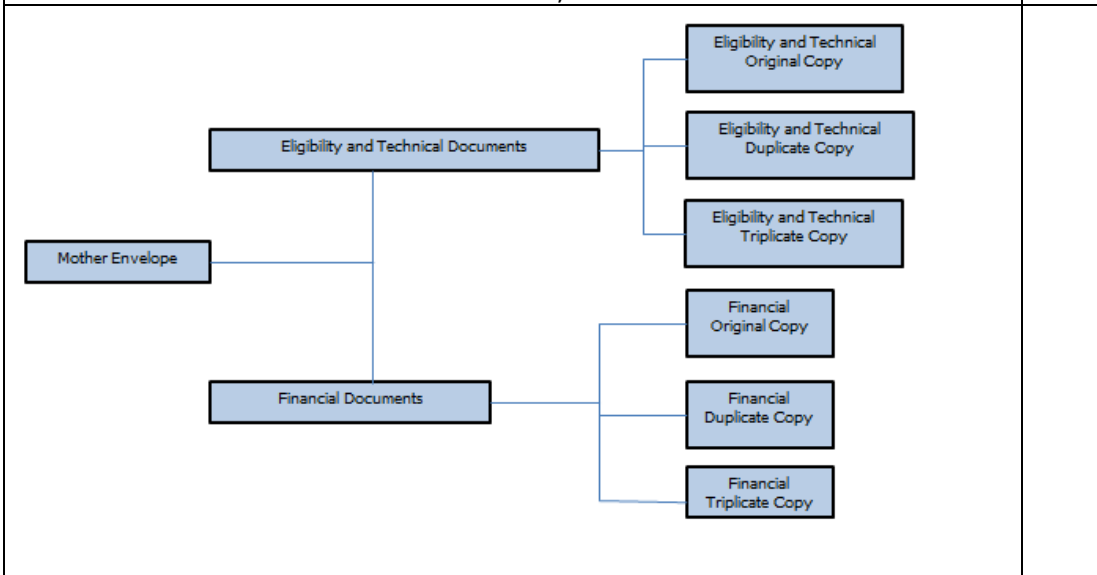 Eligibility and Technical
Original Copy
Eligibility and Technical Documents
Eligibility and Technical
Duplicate Copy
Eligibility and Technical
Triplicate Copy
Mother Envelope
Financial
Original Copy
Financial Documents
Financial
Duplicate Copy
Financial
Triplicate Copy